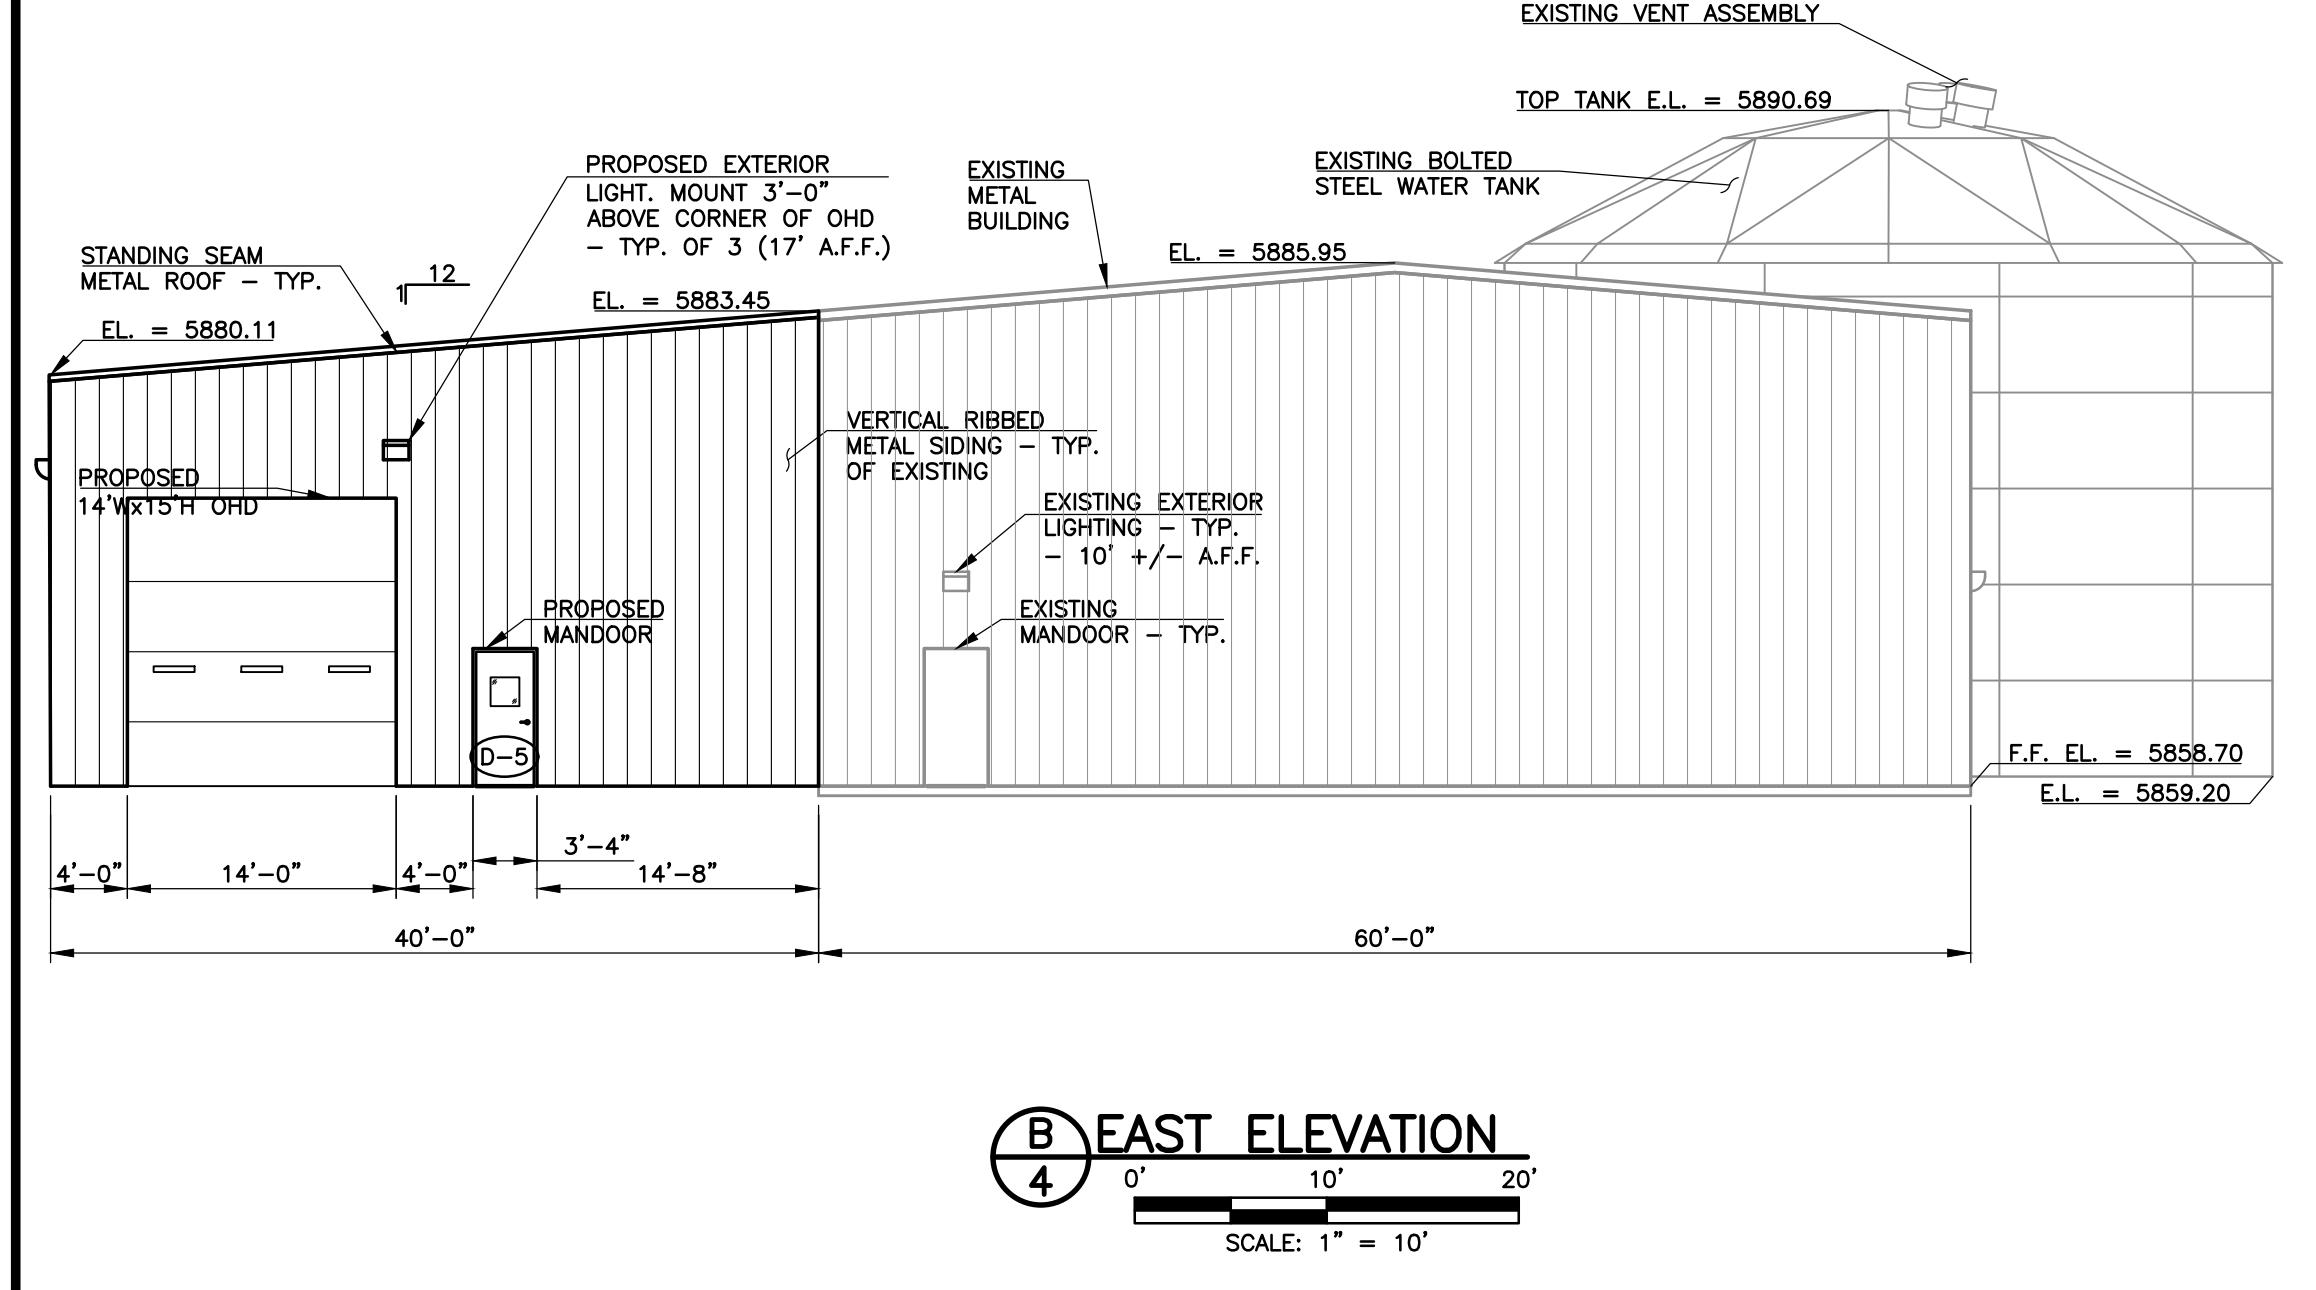 EXISTING VENT ASSEMBLY
TOP TANK E.L. = 5890.69
EXISTING BOLTED
STEEL WATER TANK
PROPOSED EXTERIOR
LIGHT. MOUNT 3'-0"
ABOVE CORNER OF OHD
- TYP. OF 3 (17' A.F.F.)
EXISTING
METAL
BUILDING
EL. = 5885.95
STANDING SEAM
METAL ROOF - TYP.
12
1
EL. = 5883.45
EL. = 5880.11
VERTICAL RIBBED
METAL SIDING - TYP.
OF EXISTING
PROPOSED
14'Wx15'H OHD
EXISTING EXTERIOR
LIGHTING - TYP.
- 10' +/- A.F.F.
PROPOSED
MANDOOR
EXISTING
MANDOOR - TYP.
D-5
F.F. EL. = 5858.70
E.L. = 5859.20
3'-4"
4'-0" 14'-0" 4'-0" 14'-8"
40'-0" 60'-0"
B
4
EAST ELEVATION
0' 10' 20'
SCALE: 1" = 10'